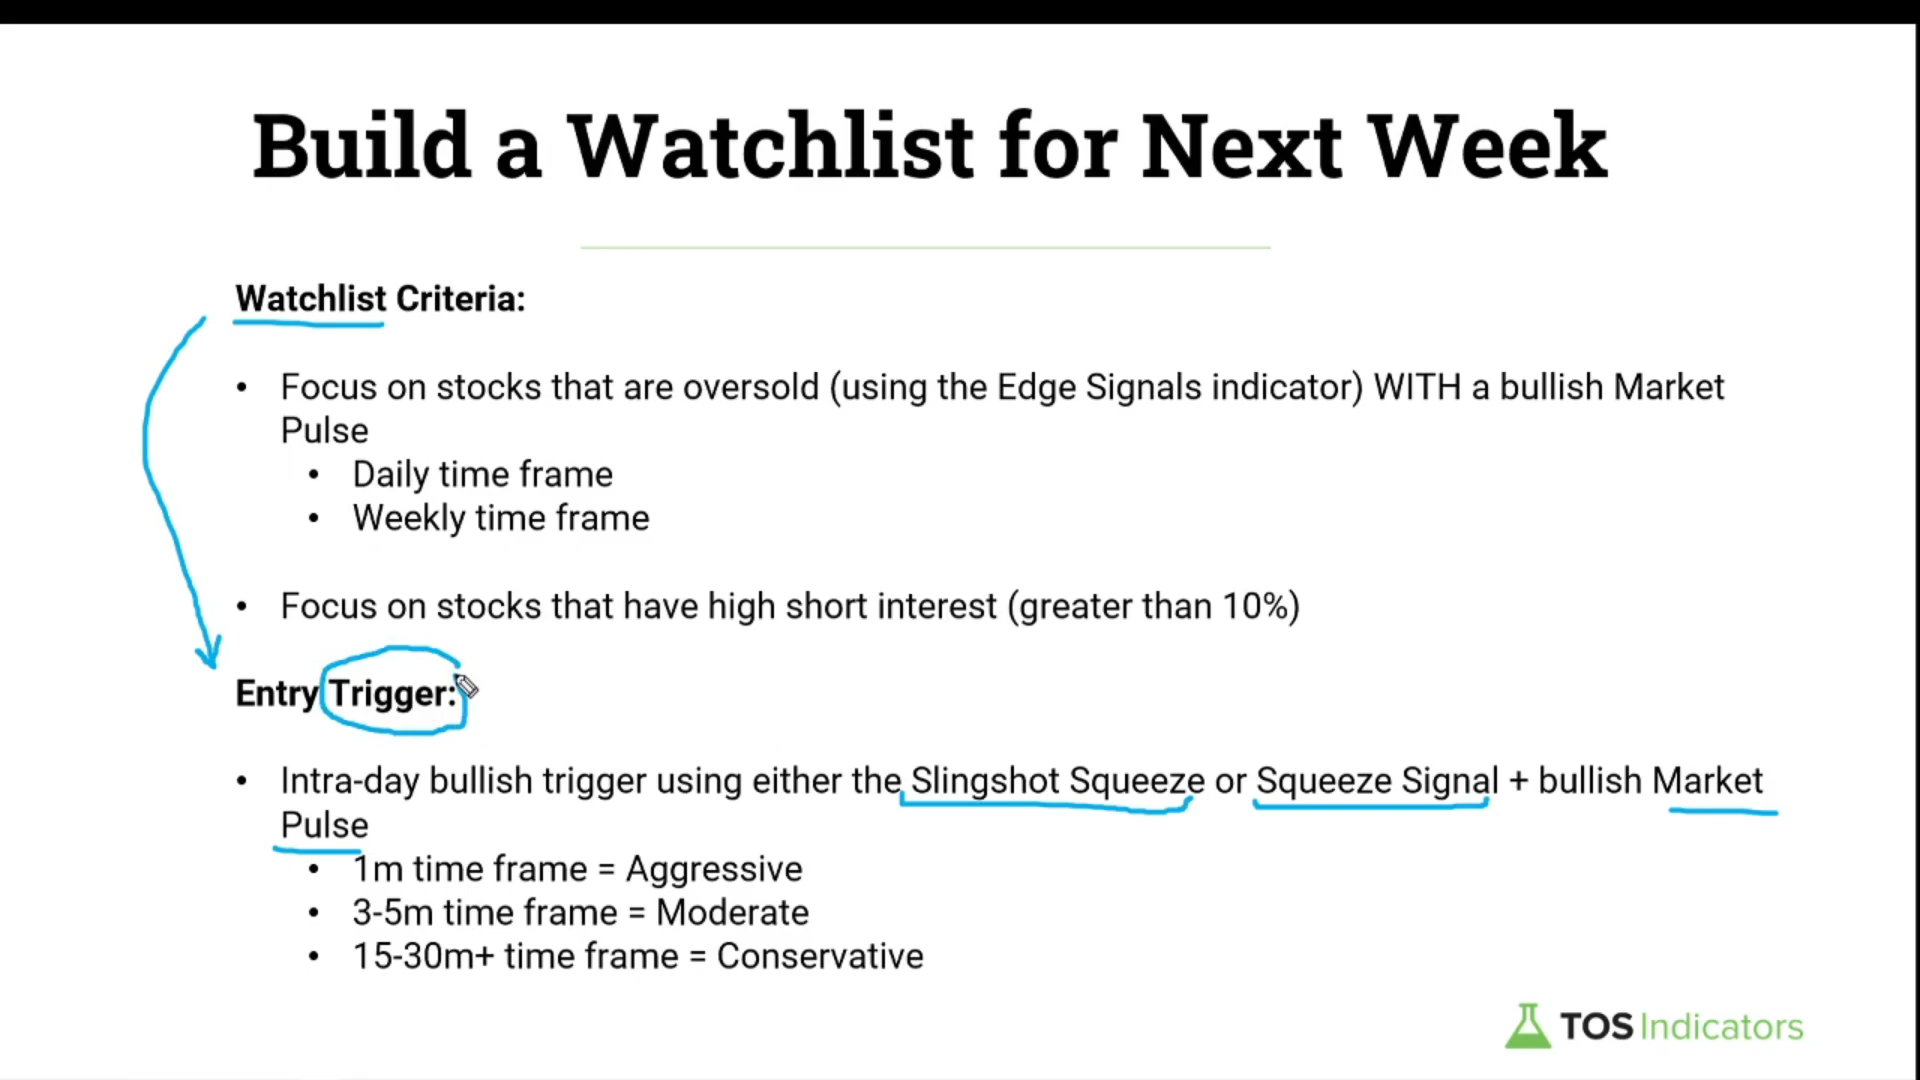 Build a Watchlist for Next Week
Watchlist Criteria:
• Focus on stocks that are oversold (using the Edge Signals indicator) WITH a bullish Market
Pulse
• Daily time frame
• Weekly time frame
• Focus on stocks that have high short interest (greater than 10%)
Entry Trigger:
• Intra-day bullish trigger using either the Slingshot Squeeze or Squeeze Signal + bullish Market
Pulse
• 1m time frame = Aggressive
• 3-5m time frame = Moderate
• 15-30m+ time frame = Conservative
TOS Indicators